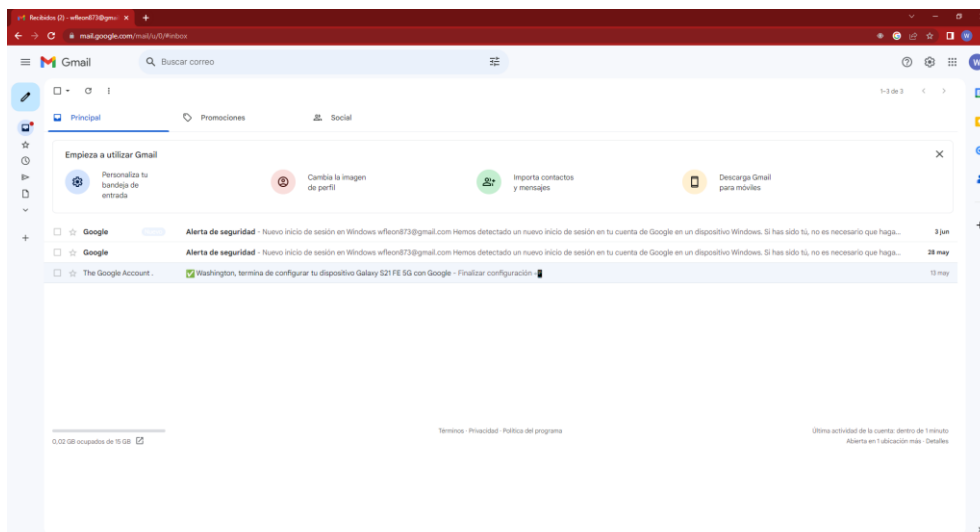 Recibidos (2) - wfleon873@gmai
mail.google.com/mail/u/0/#inbox
W
Gmail
Buscar correo
W
1–3 de 3
Principal
Promociones
Social
Empieza a utilizar Gmail
Personaliza tu
bandeja de
entrada
Cambia la imagen
de perfil
Importa contactos
y mensajes
Descarga Gmail
para móviles
Google Alerta de seguridad - Nuevo inicio de sesión en Windows wfleon873@gmail.com Hemos detectado un nuevo inicio de sesión en tu cuenta de Google en un dispositivo Windows. Si has sido tú, no es necesario que haga... 3 jun
Google Alerta de seguridad - Nuevo inicio de sesión en Windows wfleon873@gmail.com Hemos detectado un nuevo inicio de sesión en tu cuenta de Google en un dispositivo Windows. Si has sido tú, no es necesario que haga... 28 may
The Google Account . ✅ Washington, termina de configurar tu dispositivo Galaxy S21 FE 5G con Google - Finalizar configuración 📲 13 may
0,02 GB ocupados de 15 GB
Términos · Privacidad · Política del programa
Última actividad de la cuenta: dentro de 1 minuto
Abierta en 1 ubicación más · Detalles